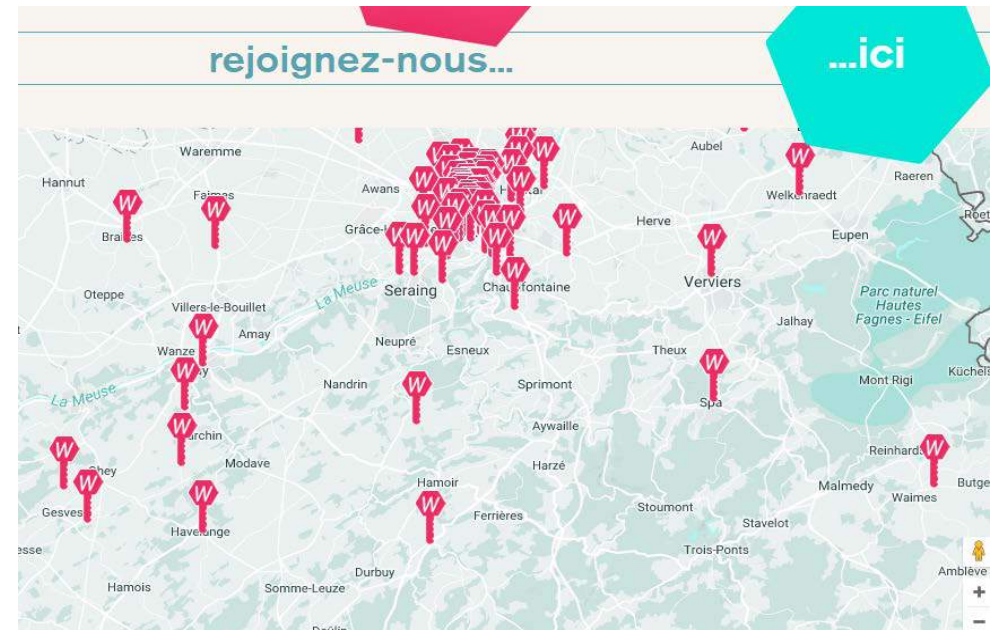 rejoignez-nous...
...ici
Waremme
Aubel
Hannut
Awans
Raeren
Welkenraedt
Faimes
Herve
Braives
Eupen
Oteppe
La Meuse
Seraing
Chaudfontaine
Verviers
Parc naturel
Hautes
Fagnes - Eifel
Villers-le-Bouillet
Amay
Jalhay
Neupré
Esneux
Theux
Wanze
Nandrin
Sprimont
Mont Rigi
La Meuse
Spa
Aywaille
Modave
Harzé
Hamoir
Malmedy
Waimes
Gesves
Ferrières
Stoumont
Stavelot
Havelange
Trois-Ponts
Durbuy
Amblève
Hamois
Somme-Leuze
+
−